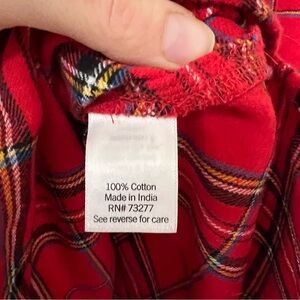 100% Cotton
Made in India
RN# 73277
See reverse for care